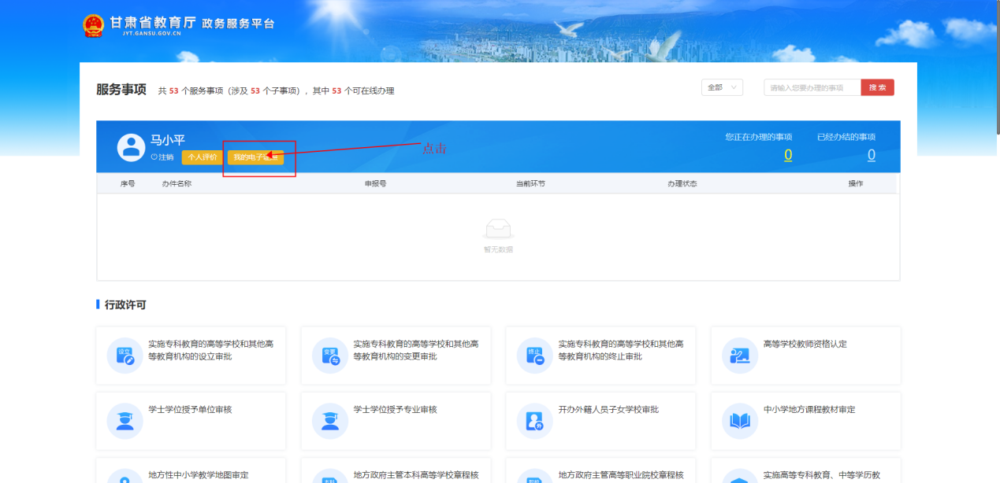 甘肃省教育厅 政务服务平台
JYT.GANSU.GOV.CN
服务事项 共 53 个服务事项（涉及 53 个子事项），其中 53 个可在线办理 全部 请输入您要办理的事项 搜 索
马小平 您正在办理的事项 已经办结的事项
注销 个人评价 我的电子证照 点击 0 0
序号 办件名称 申报号 当前环节 办理状态 操作
暂无数据
行政许可
设立 实施专科教育的高等学校和其他高
等教育机构的设立审批
变更 实施专科教育的高等学校和其他高
等教育机构的变更审批
终止 实施专科教育的高等学校和其他高
等教育机构的终止审批
高等学校教师资格认定
学士学位授予单位审核
学士学位授予专业审核
开办外籍人员子女学校审批
中小学地方课程教材审定
地方性中小学教学地图审定
本科 地方政府主管本科高等学校章程核
地方政府主管高等职业院校章程核
实施高等专科教育、中等学历教